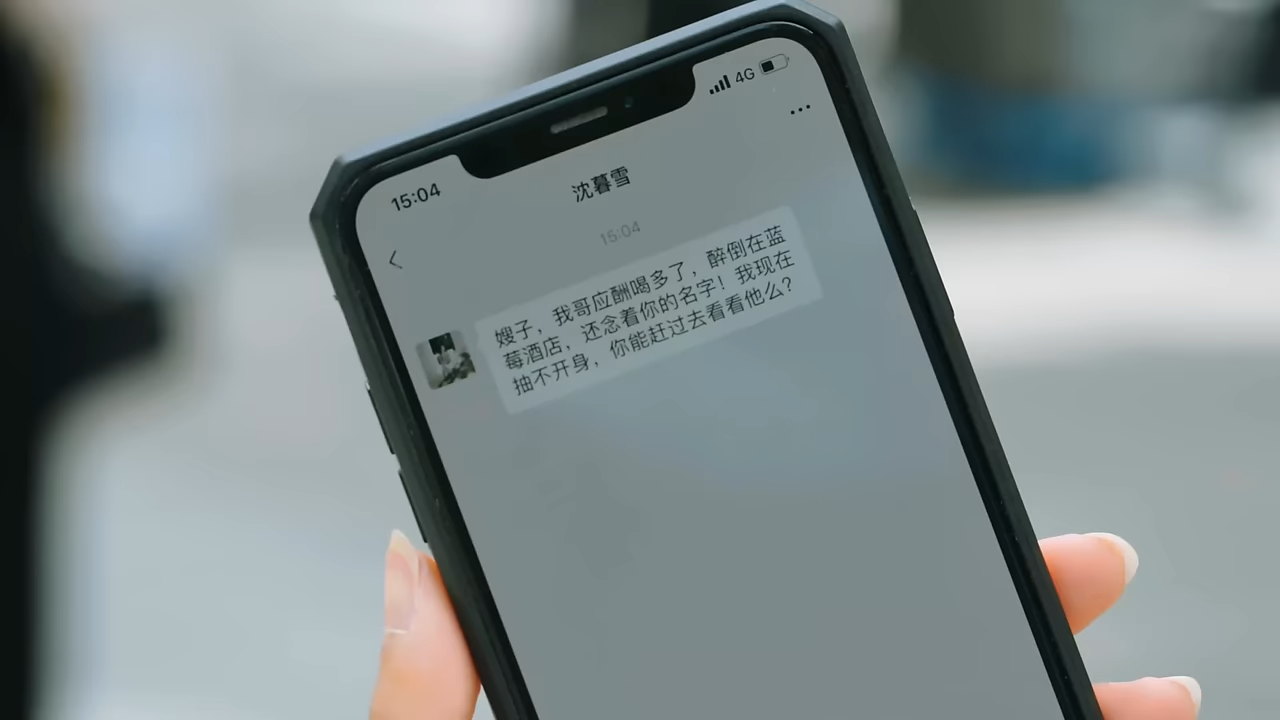 15:04
4G
沈暮雪
15:04
嫂子，我哥应酬喝多了，醉倒在蓝
莓酒店，还念着你的名字！我现在
抽不开身，你能赶过去看看他么？